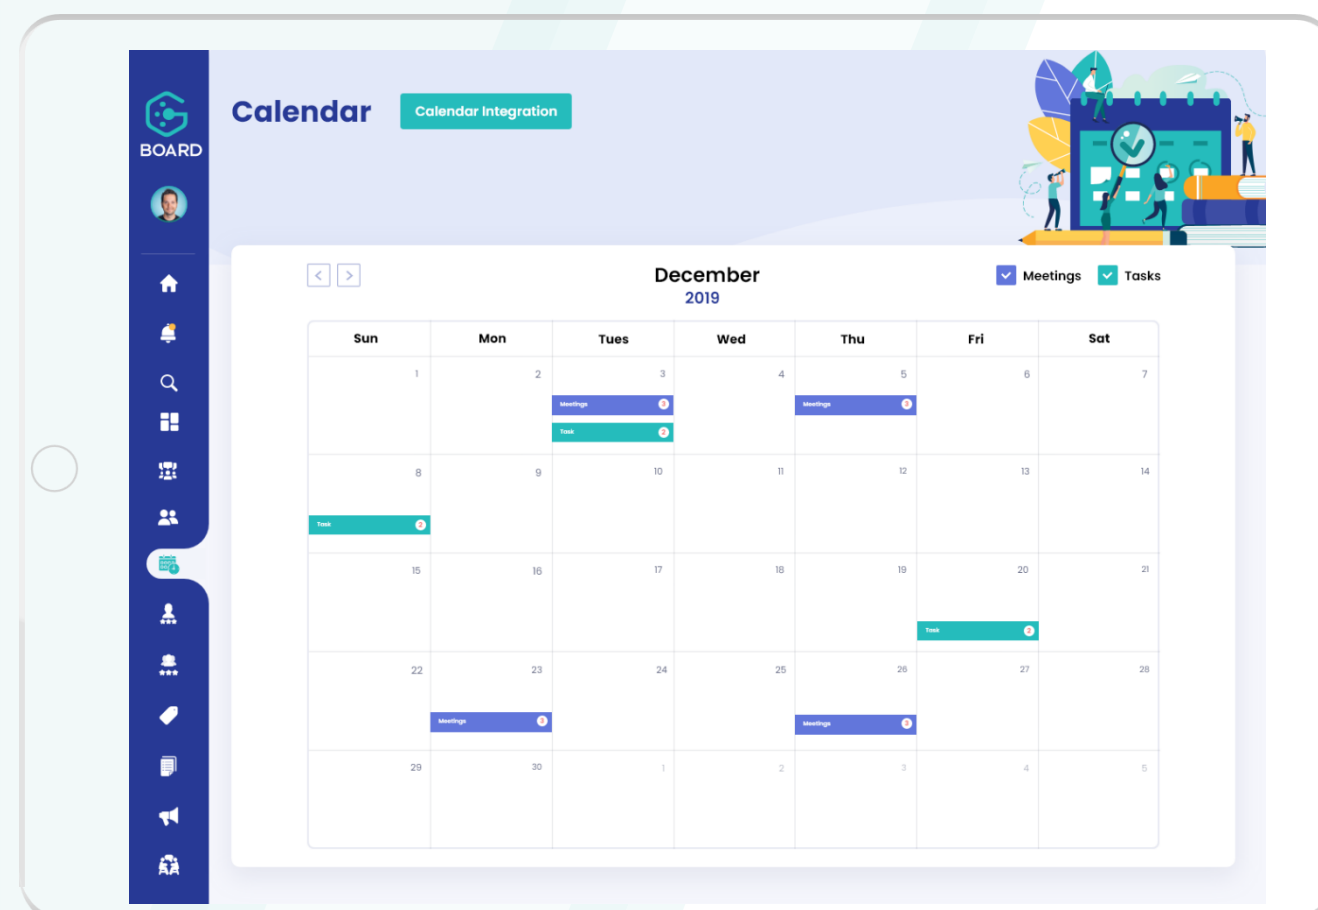 Calendar
Calendar Integration
BOARD
December
2019
Meetings Tasks
Sun Mon Tues Wed Thu Fri Sat
1 2 3 4 5 6 7
Meetings 3 Meetings 3
Task 2
8 9 10 11 12 13 14
Task 2
15 16 17 18 19 20 21
Task 2
22 23 24 25 26 27 28
Meetings 3 Meetings 3
29 30 1 2 3 4 5